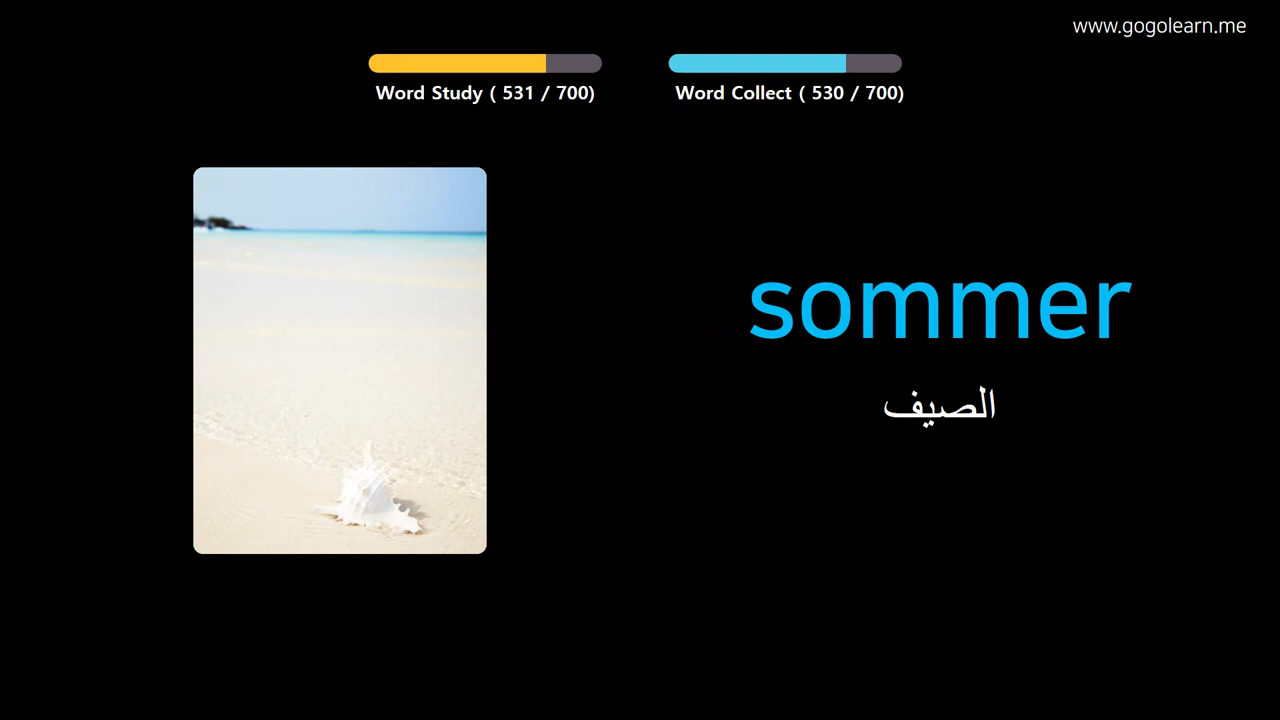 www.gogolearn.me
Word Study ( 531 / 700)
Word Collect ( 530 / 700)
sommer
الصيف